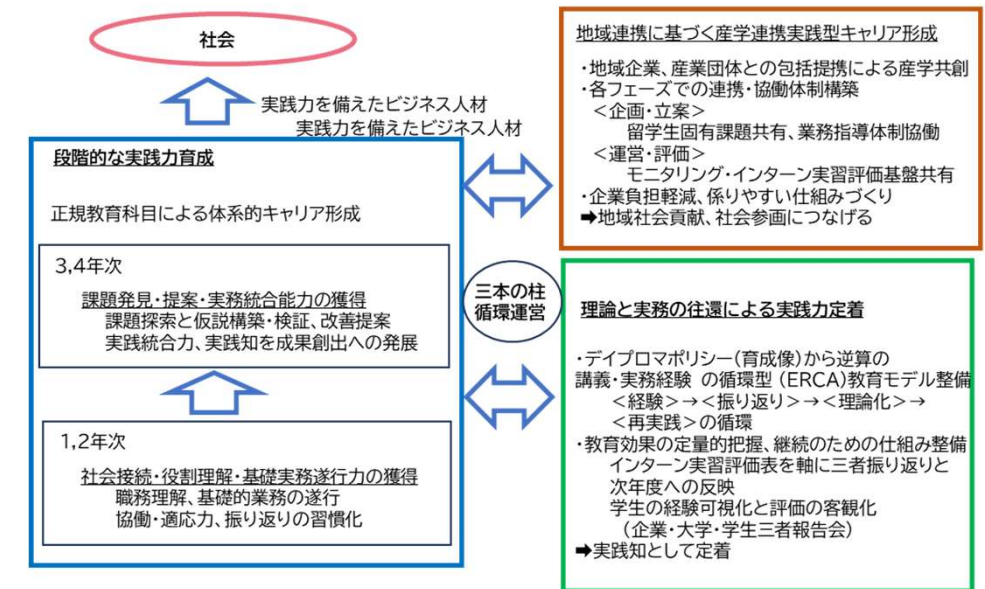 社会
実践力を備えたビジネス人材
実践力を備えたビジネス人材
段階的な実践力育成
正規教育科目による体系的キャリア形成
3,4年次
課題発見・提案・実務統合能力の獲得
課題探索と仮説構築・検証、改善提案
実践統合力、実践知を成果創出への発展
1,2年次
社会接続・役割理解・基礎実務遂行力の獲得
職務理解、基礎的業務の遂行
協働・適応力、振り返りの習慣化
三本の柱
循環運営
地域連携に基づく産学連携実践型キャリア形成
・地域企業、産業団体との包括提携による産学共創
・各フェーズでの連携・協働体制構築
＜企画・立案＞
留学生固有課題共有、業務指導体制協働
＜運営・評価＞
モニタリング・インターン実習評価基盤共有
・企業負担軽減、係りやすい仕組みづくり
➡地域社会貢献、社会参画につなげる
理論と実務の往還による実践力定着
・デイプロマポリシー（育成像）から逆算の
講義・実務経験 の循環型（ERCA）教育モデル整備
＜経験＞→＜振り返り＞→＜理論化＞→
＜再実践＞の循環
・教育効果の定量的把握、継続のための仕組み整備
インターン実習評価表を軸に三者振り返りと
次年度への反映
学生の経験可視化と評価の客観化
（企業・大学・学生三者報告会）
➡実践知として定着